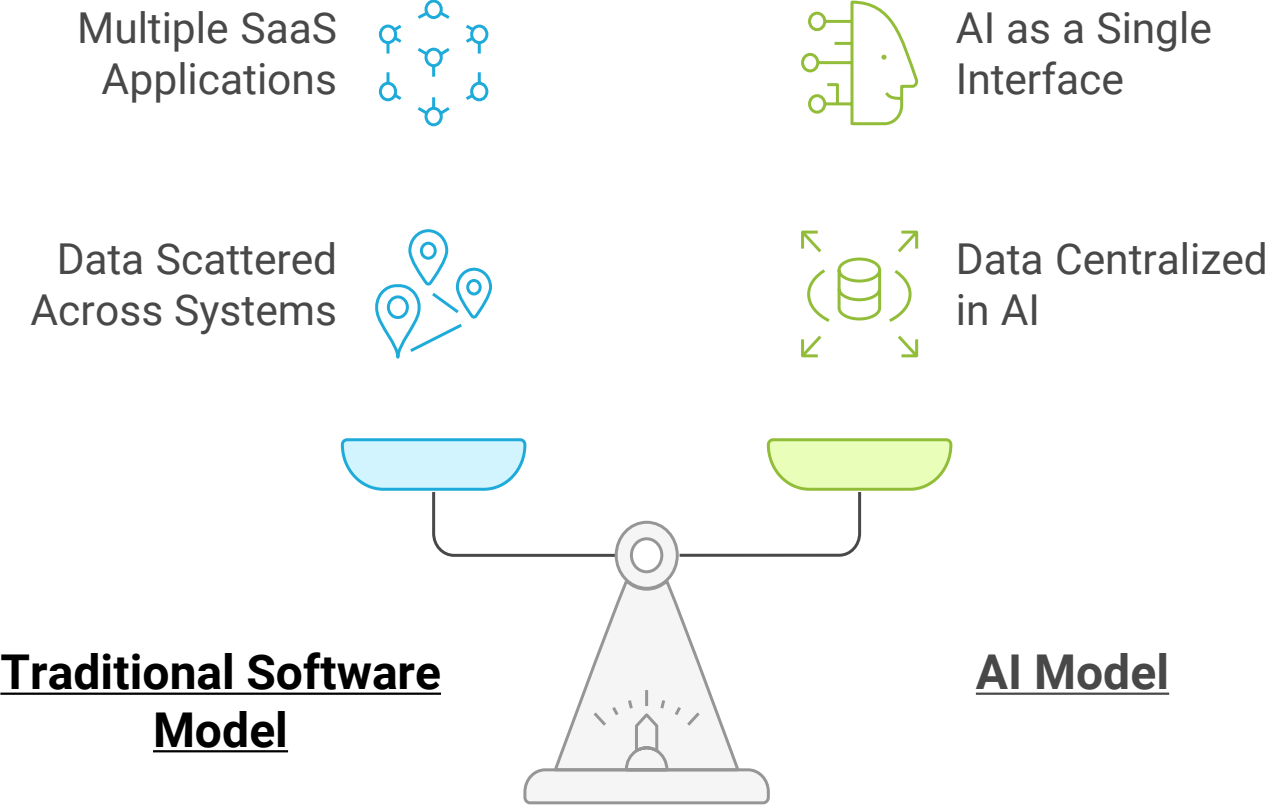 Multiple SaaS
Applications
AI as a Single
Interface
Data Scattered
Across Systems
Data Centralized
in AI
Traditional Software
Model
AI Model